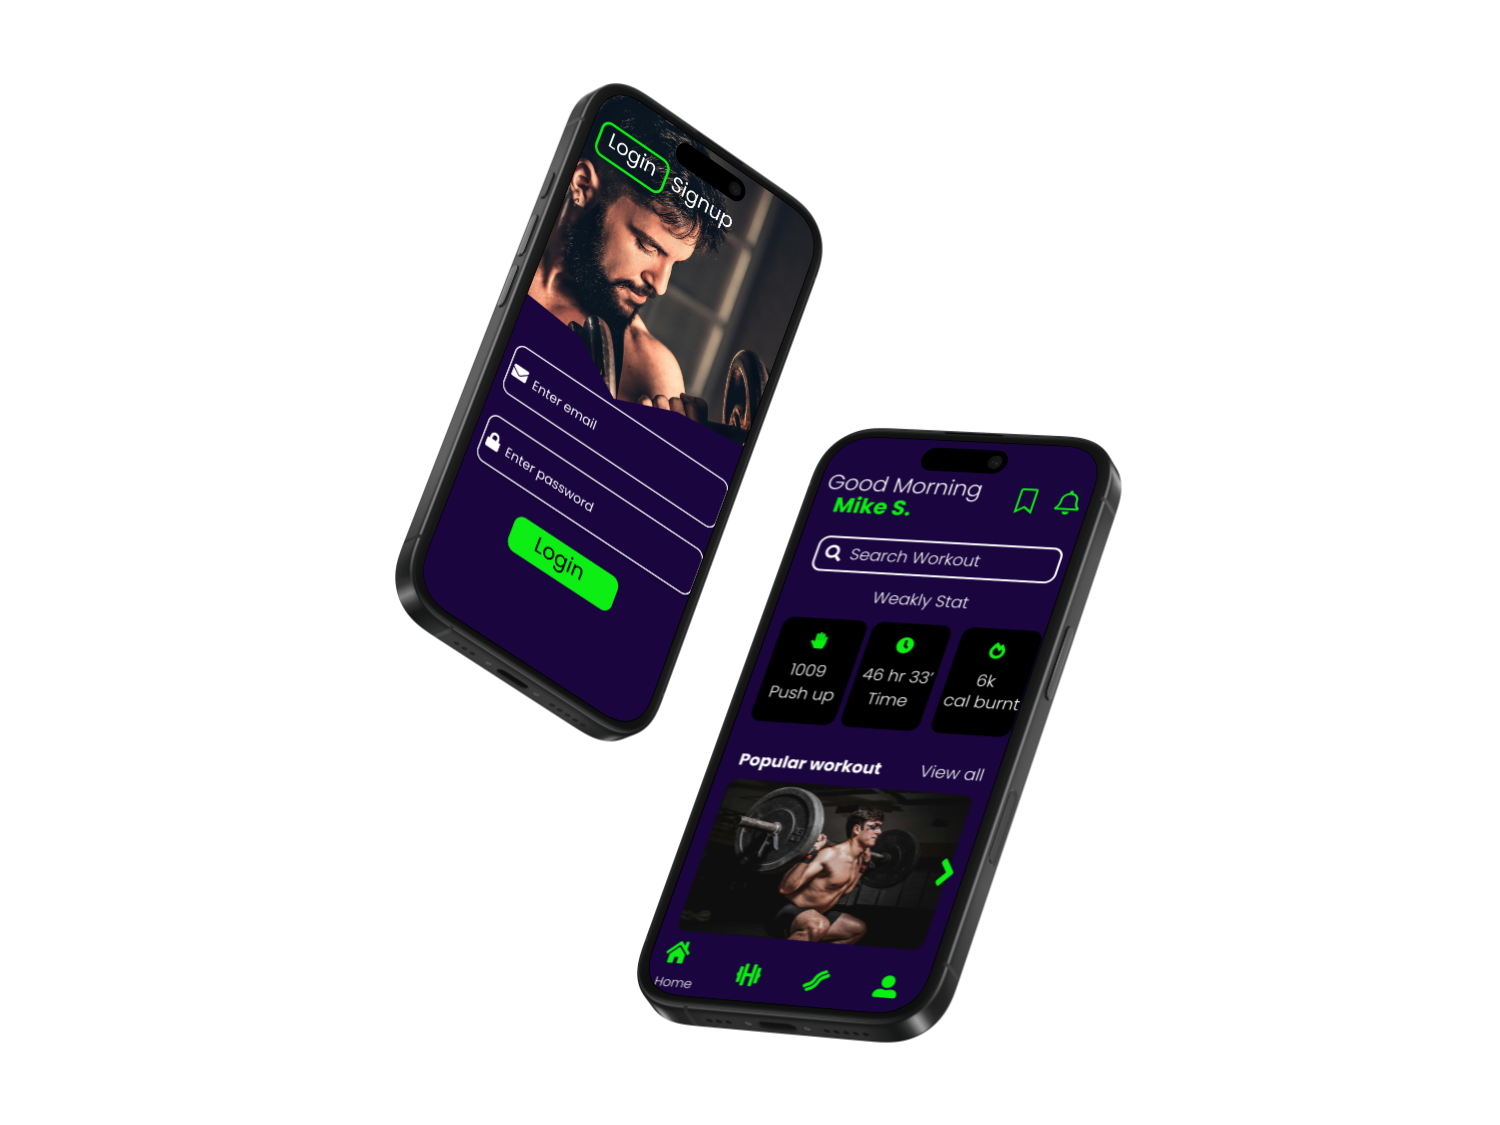 Login
Signup
Enter email
Enter password
Login
Good Morning
Mike S.
Search Workout
Weakly Stat
1009
Push up
46 hr 33'
Time
6k
cal burnt
Popular workout
View all
Home